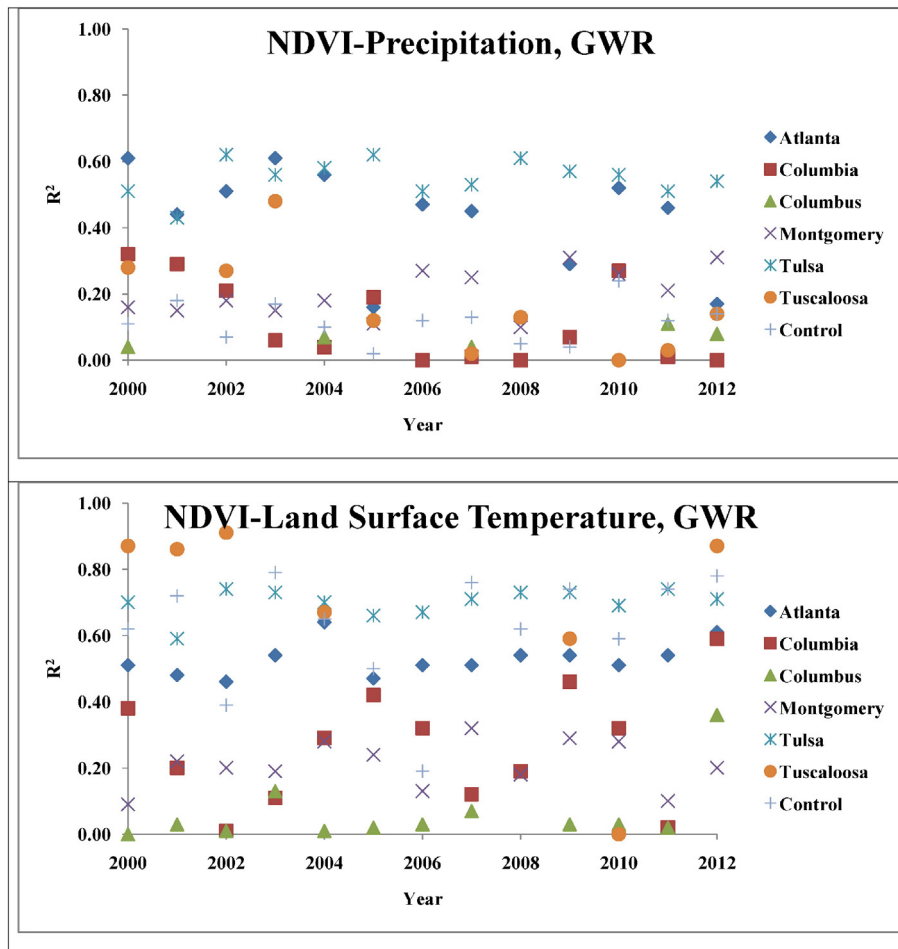 NDVI-Precipitation, GWR
1.00
0.80
0.60
0.40
0.20
0.00
R²
2000 2002 2004 2006 2008 2010 2012
Year
Atlanta
Columbia
Columbus
Montgomery
Tulsa
Tuscaloosa
Control
NDVI-Land Surface Temperature, GWR
1.00
0.80
0.60
0.40
0.20
0.00
R²
2000 2002 2004 2006 2008 2010 2012
Year
Atlanta
Columbia
Columbus
Montgomery
Tulsa
Tuscaloosa
Control